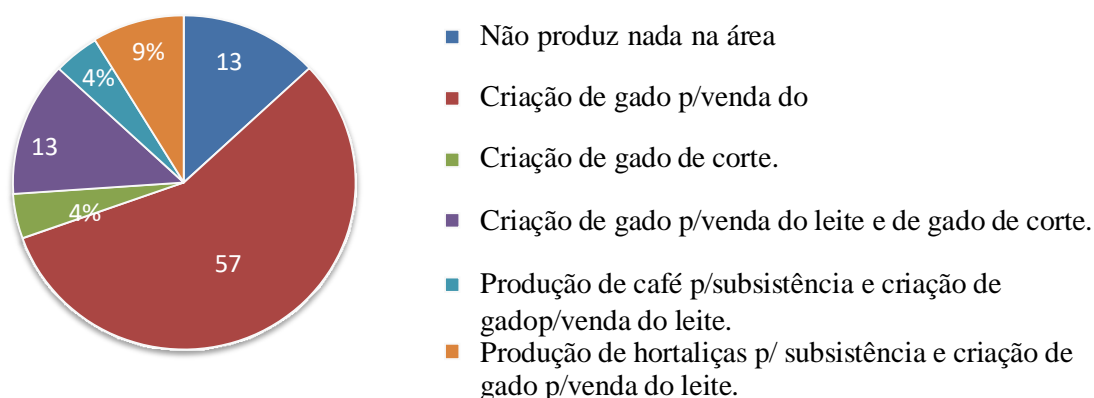 9%
13
4%
13
4%
57
Não produz nada na área
Criação de gado p/venda do
Criação de gado de corte.
Criação de gado p/venda do leite e de gado de corte.
Produção de café p/subsistência e criação de
gadop/venda do leite.
Produção de hortaliças p/ subsistência e criação de
gado p/venda do leite.